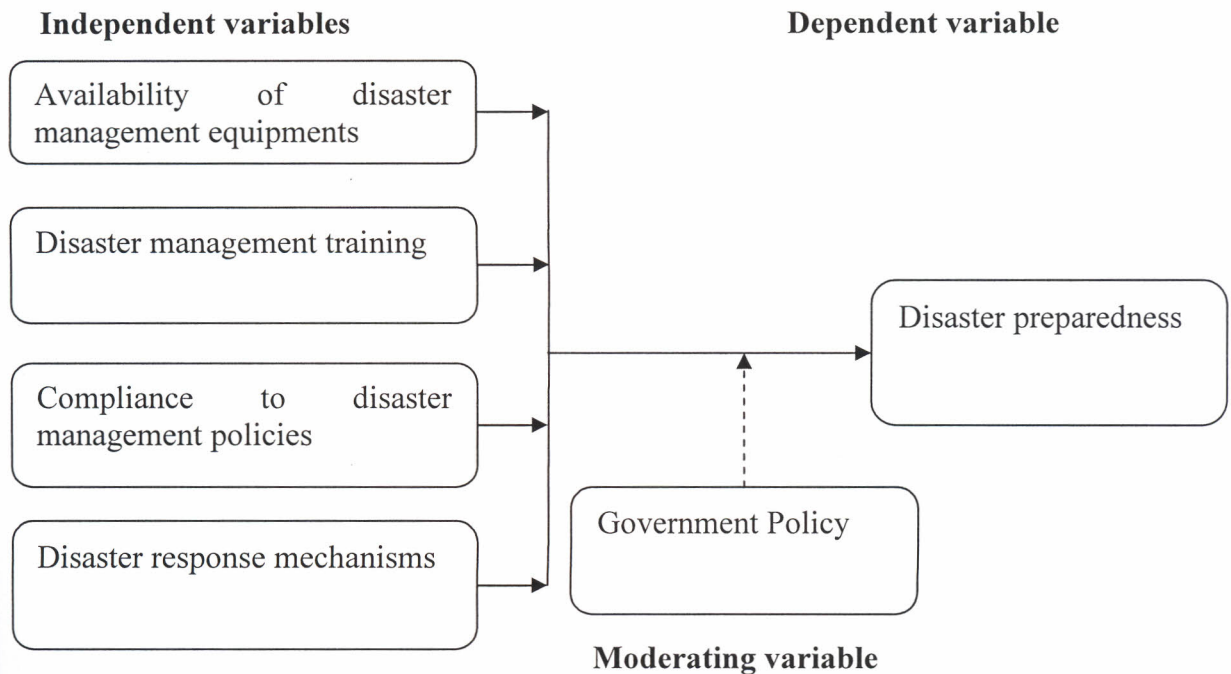 Independent variables
Dependent variable
Availability of disaster
management equipments
Disaster management training
Disaster preparedness
Compliance to disaster
management policies
Government Policy
Disaster response mechanisms
Moderating variable